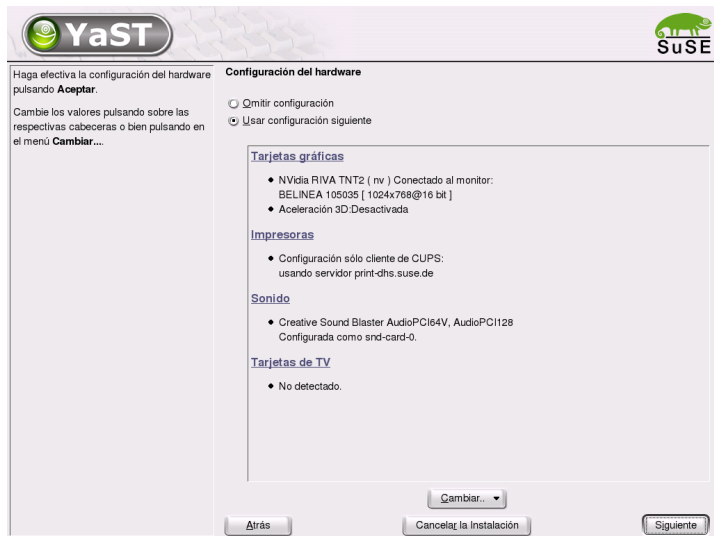 YaST
SuSE
Haga efectiva la configuración del hardware
pulsando Aceptar.
Cambie los valores pulsando sobre las
respectivas cabeceras o bien pulsando en
el menú Cambiar....
Configuración del hardware
Omitir configuración
Usar configuración siguiente
Tarjetas gráficas
NVidia RIVA TNT2 ( nv ) Conectado al monitor:
BELINEA 105035 [ 1024x768@16 bit ]
Aceleración 3D:Desactivada
Impresoras
Configuración sólo cliente de CUPS:
usando servidor print-dhs.suse.de
Sonido
Creative Sound Blaster AudioPCI64V, AudioPCI128
Configurada como snd-card-0.
Tarjetas de TV
No detectado.
Cambiar..
Atrás
Cancelar la Instalación
Siguiente